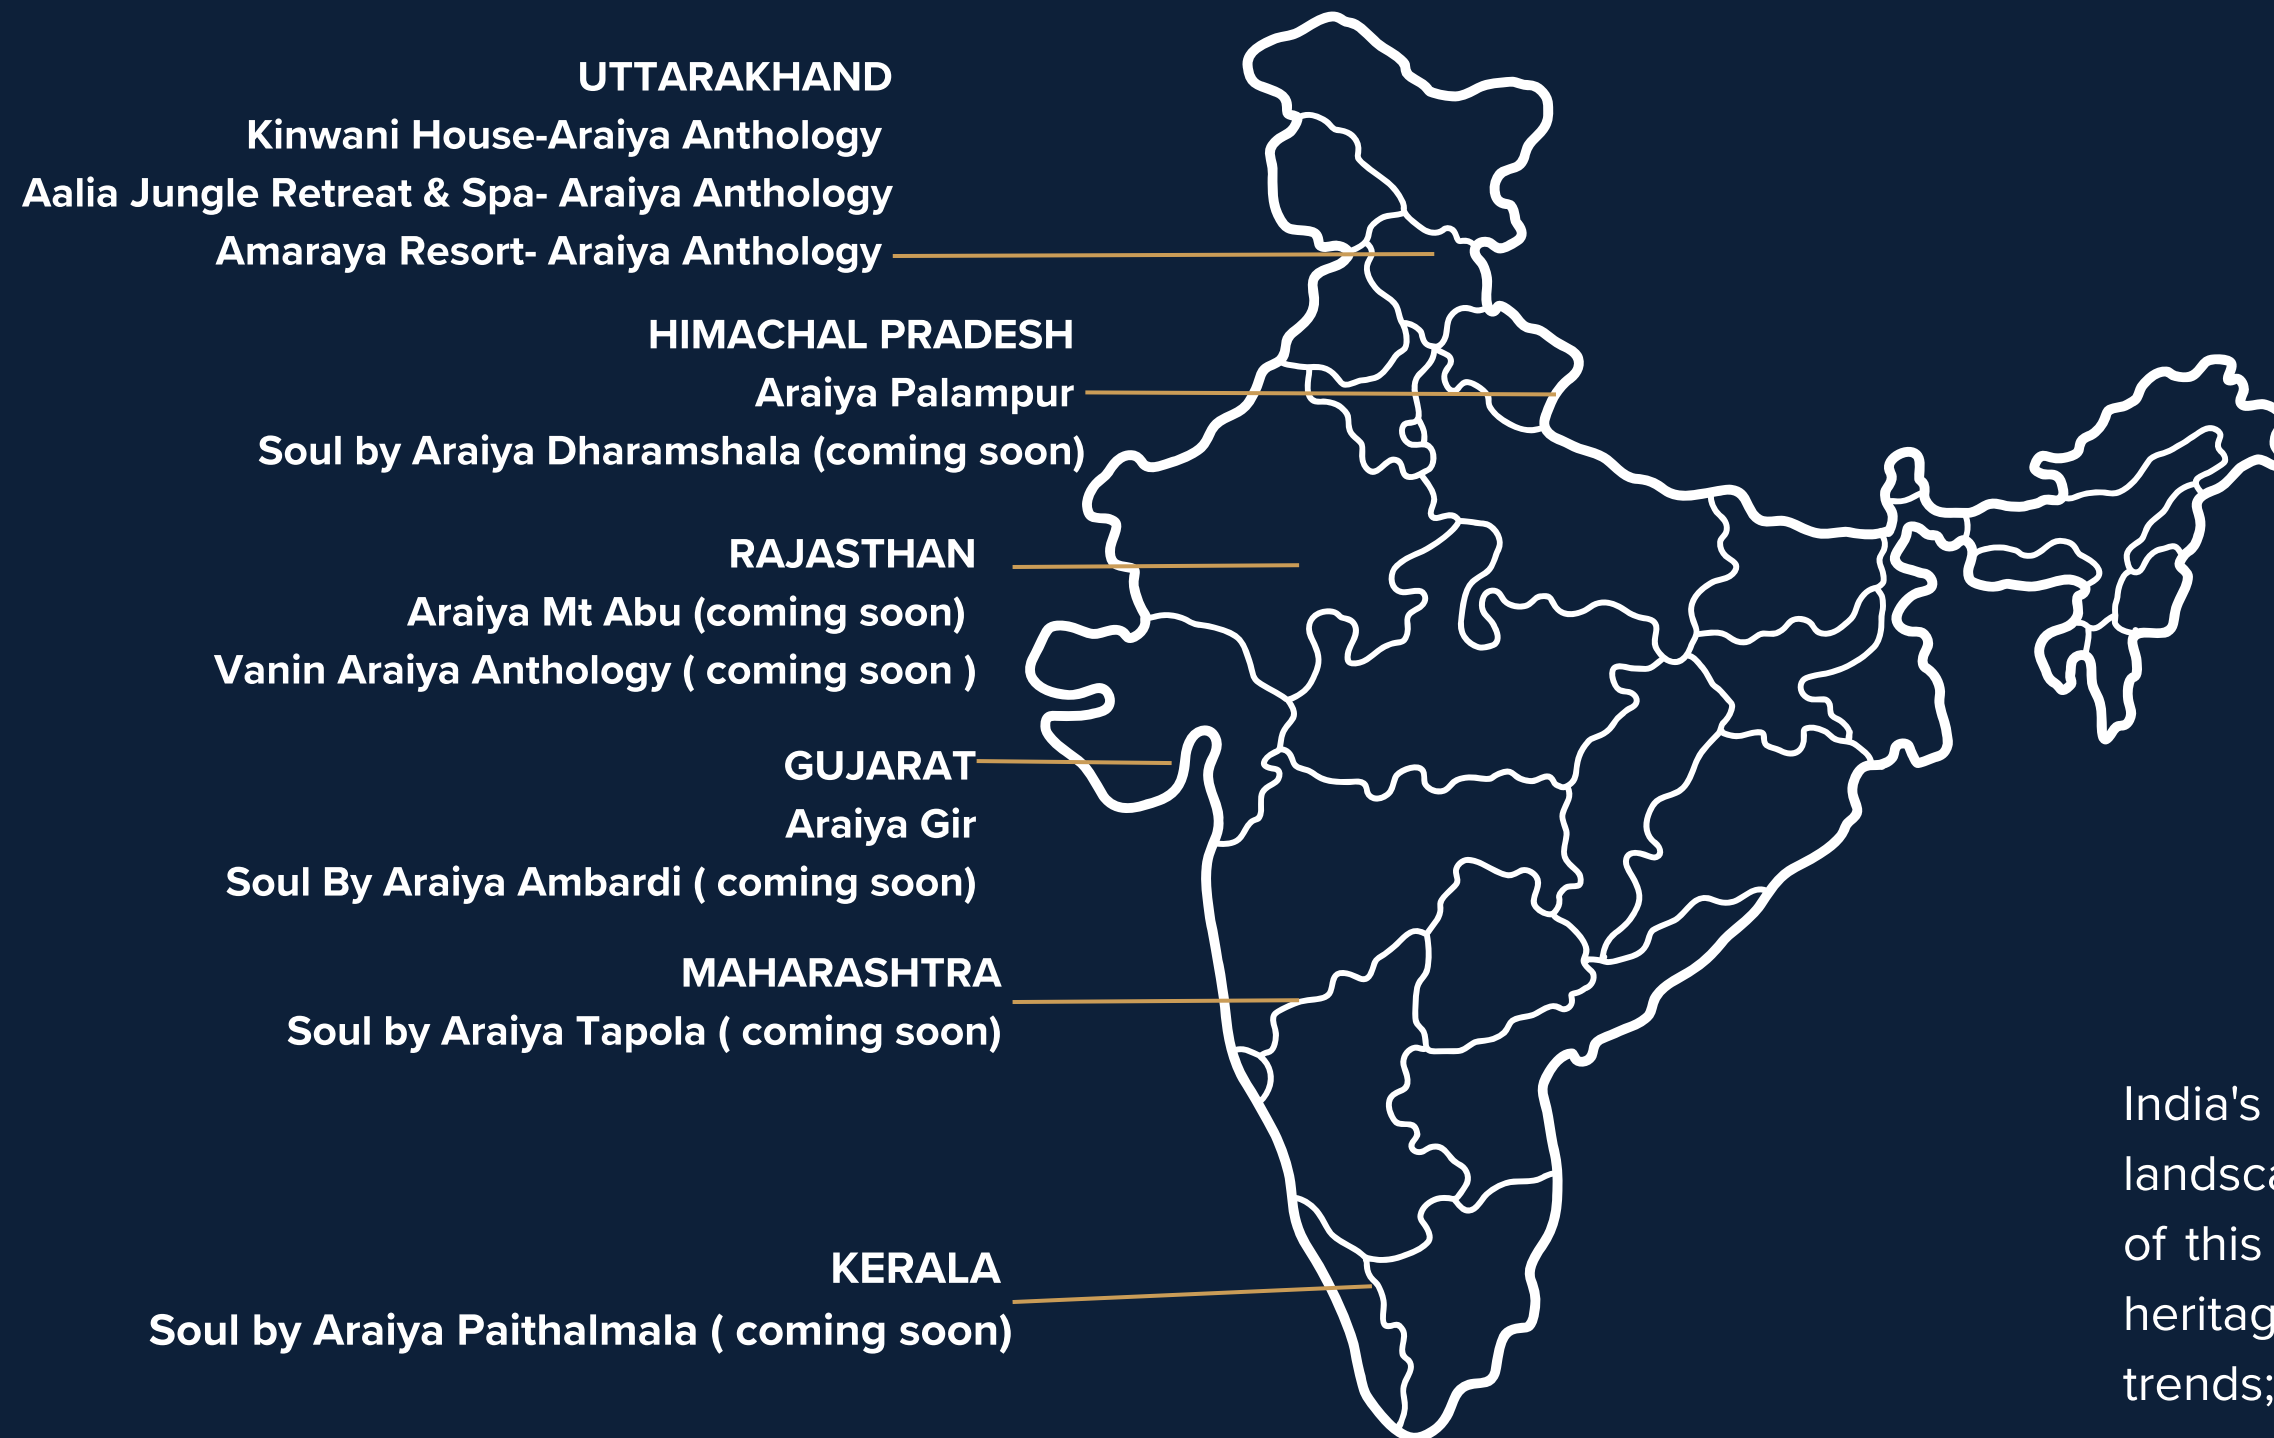 UTTARAKHAND
Kinwani House-Araiya Anthology
Aalia Jungle Retreat & Spa- Araiya Anthology
Amaraya Resort- Araiya Anthology
HIMACHAL PRADESH
Araiya Palampur
Soul by Araiya Dharamshala (coming soon)
RAJASTHAN
Araiya Mt Abu (coming soon)
Vanin Araiya Anthology ( coming soon )
GUJARAT
Araiya Gir
Soul By Araiya Ambardi ( coming soon)
MAHARASHTRA
Soul by Araiya Tapola ( coming soon)
KERALA
Soul by Araiya Paithalmala ( coming soon)
India's
of this
trends;